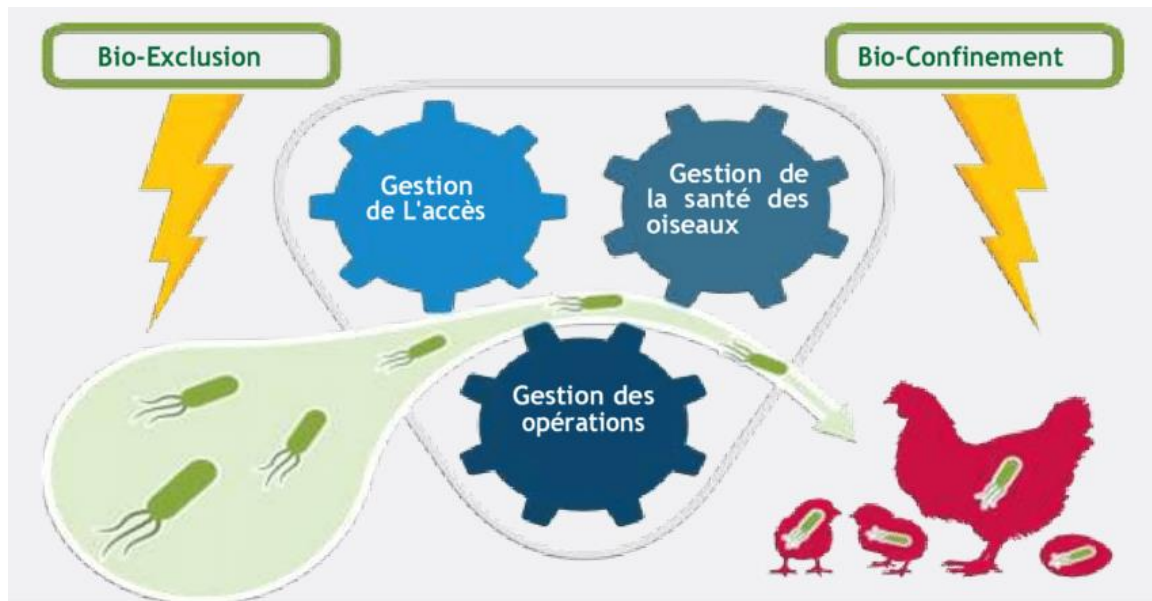 Bio-Exclusion
Bio-Confinement
Gestion
de L'accès
Gestion de
la santé des
oiseaux
Gestion des
opérations